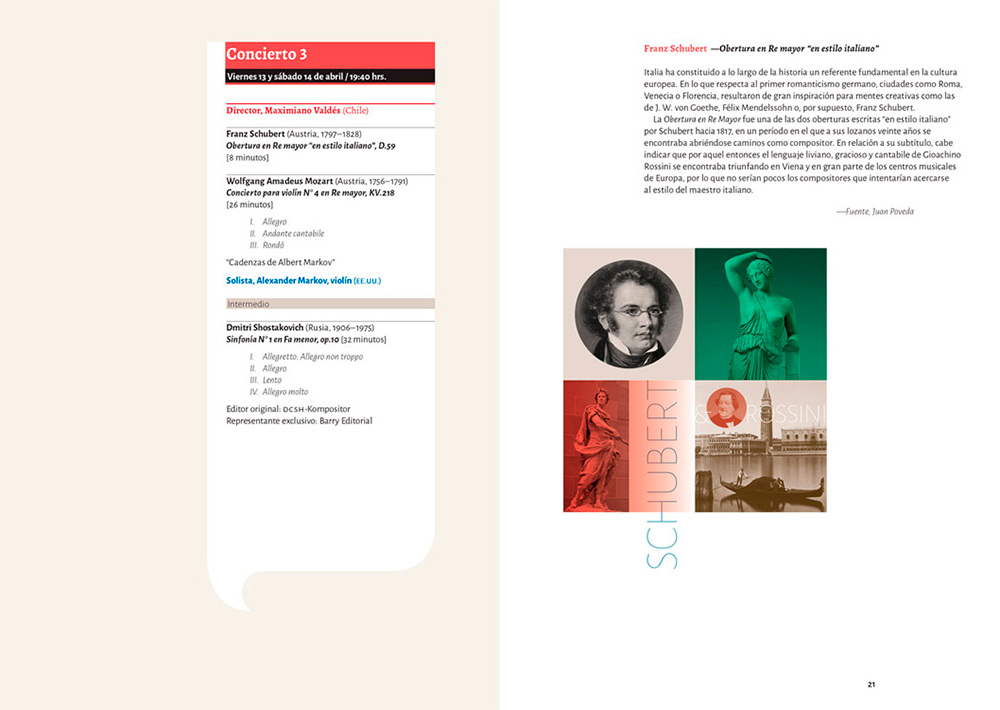 Concierto 3
Viernes 13 y sábado 14 de abril / 19:40 hrs.
Director, Maximiano Valdés (Chile)
Franz Schubert (Austria, 1797–1828)
Obertura en Re mayor “en estilo italiano”, D.59
[8 minutos]
Wolfgang Amadeus Mozart (Austria, 1756–1791)
Concierto para violín N° 4 en Re mayor, KV.218
[26 minutos]
I. Allegro
II. Andante cantabile
III. Rondó
“Cadenzas de Albert Markov”
Solista, Alexander Markov, violín (EE.UU.)
Intermedio
Dmitri Shostakovich (Rusia, 1906–1975)
Sinfonía N° 1 en Fa menor, op.10 [32 minutos]
I. Allegretto. Allegro non troppo
II. Allegro
III. Lento
IV. Allegro molto
Editor original: DCSH-Kompositor
Representante exclusivo: Barry Editorial
Franz Schubert —Obertura en Re mayor “en estilo italiano”
Italia ha constituido a lo largo de la historia un referente fundamental en la cultura
europea. En lo que respecta al primer romanticismo germano, ciudades como Roma,
Venecia o Florencia, resultaron de gran inspiración para mentes creativas como las
de J. W. von Goethe, Félix Mendelssohn o, por supuesto, Franz Schubert.
La Obertura en Re Mayor fue una de las dos oberturas escritas “en estilo italiano”
por Schubert hacia 1817, en un período en el que a sus lozanos veinte años se
encontraba abriéndose caminos como compositor. En relación a su subtítulo, cabe
indicar que por aquel entonces el lenguaje liviano, gracioso y cantabile de Gioachino
Rossini se encontraba triunfando en Viena y en gran parte de los centros musicales
de Europa, por lo que no serían pocos los compositores que intentarían acercarse
al estilo del maestro italiano.
—Fuente, Juan Poveda
SCHUBERT
& ROSSINI
21